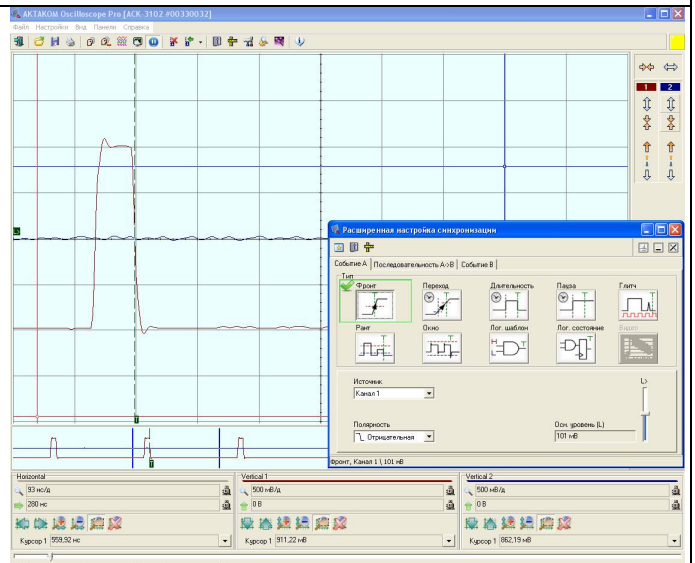 AKTAKOM Oscilloscope Pro [ACK-3102 #00330032]
Файл Настройки Вид Панели Справка
1 2
Расширенная настройка синхронизации
Событие A Последовательность A->B Событие B
Тип
Фронт Переход Длительность Пауза Глитч
Рант Окно Лог. шаблон Лог. состояние Видео
Источник
Канал 1
L>
Полярность
Отрицательная
Осн. уровень (L)
101 мВ
Фронт, Канал 1 \ 101 мВ
Horizontal Vertical 1 Vertical 2
93 нс/д 500 мВ/д 500 мВ/д
280 нс 0 В 0 В
Курсор 1 559,92 нс Курсор 1 911,22 мВ Курсор 1 862,19 мВ